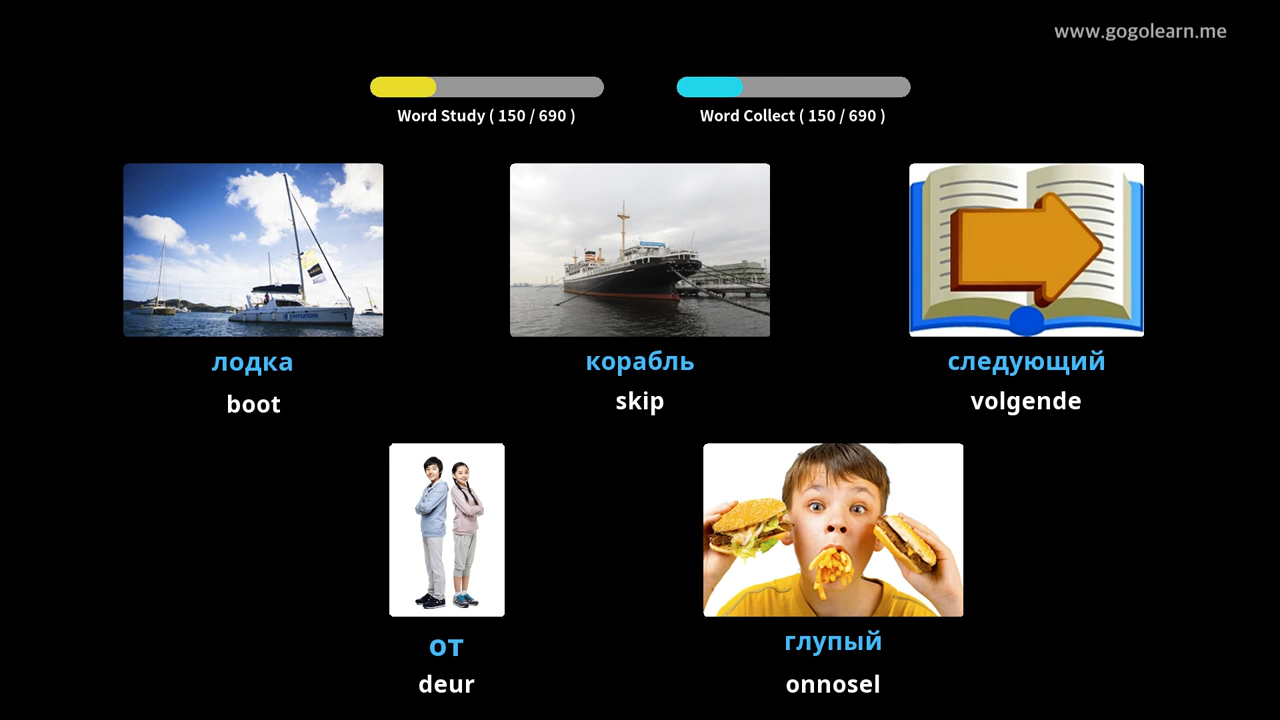 www.gogolearn.me
Word Study ( 150 / 690 )
Word Collect ( 150 / 690 )
лодка
boot
корабль
skip
следующий
volgende
от
deur
глупый
onnosel